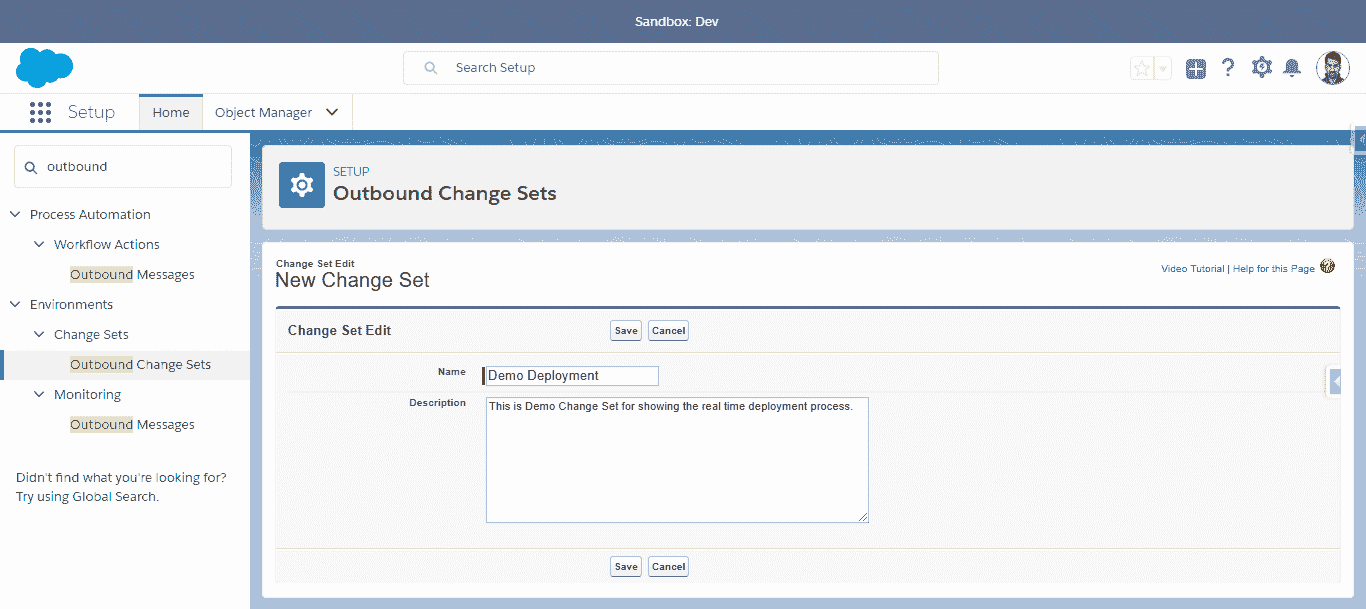 Sandbox: Dev
Search Setup
Setup
Home
Object Manager
outbound
Process Automation
Workflow Actions
Outbound Messages
Environments
Change Sets
Outbound Change Sets
Monitoring
Outbound Messages
Didn't find what you're looking for?
Try using Global Search.
SETUP
Outbound Change Sets
Change Set Edit
New Change Set
Video Tutorial | Help for this Page
Change Set Edit
Save Cancel
Name
Demo Deployment
Description
This is Demo Change Set for showing the real time deployment process.
Save Cancel